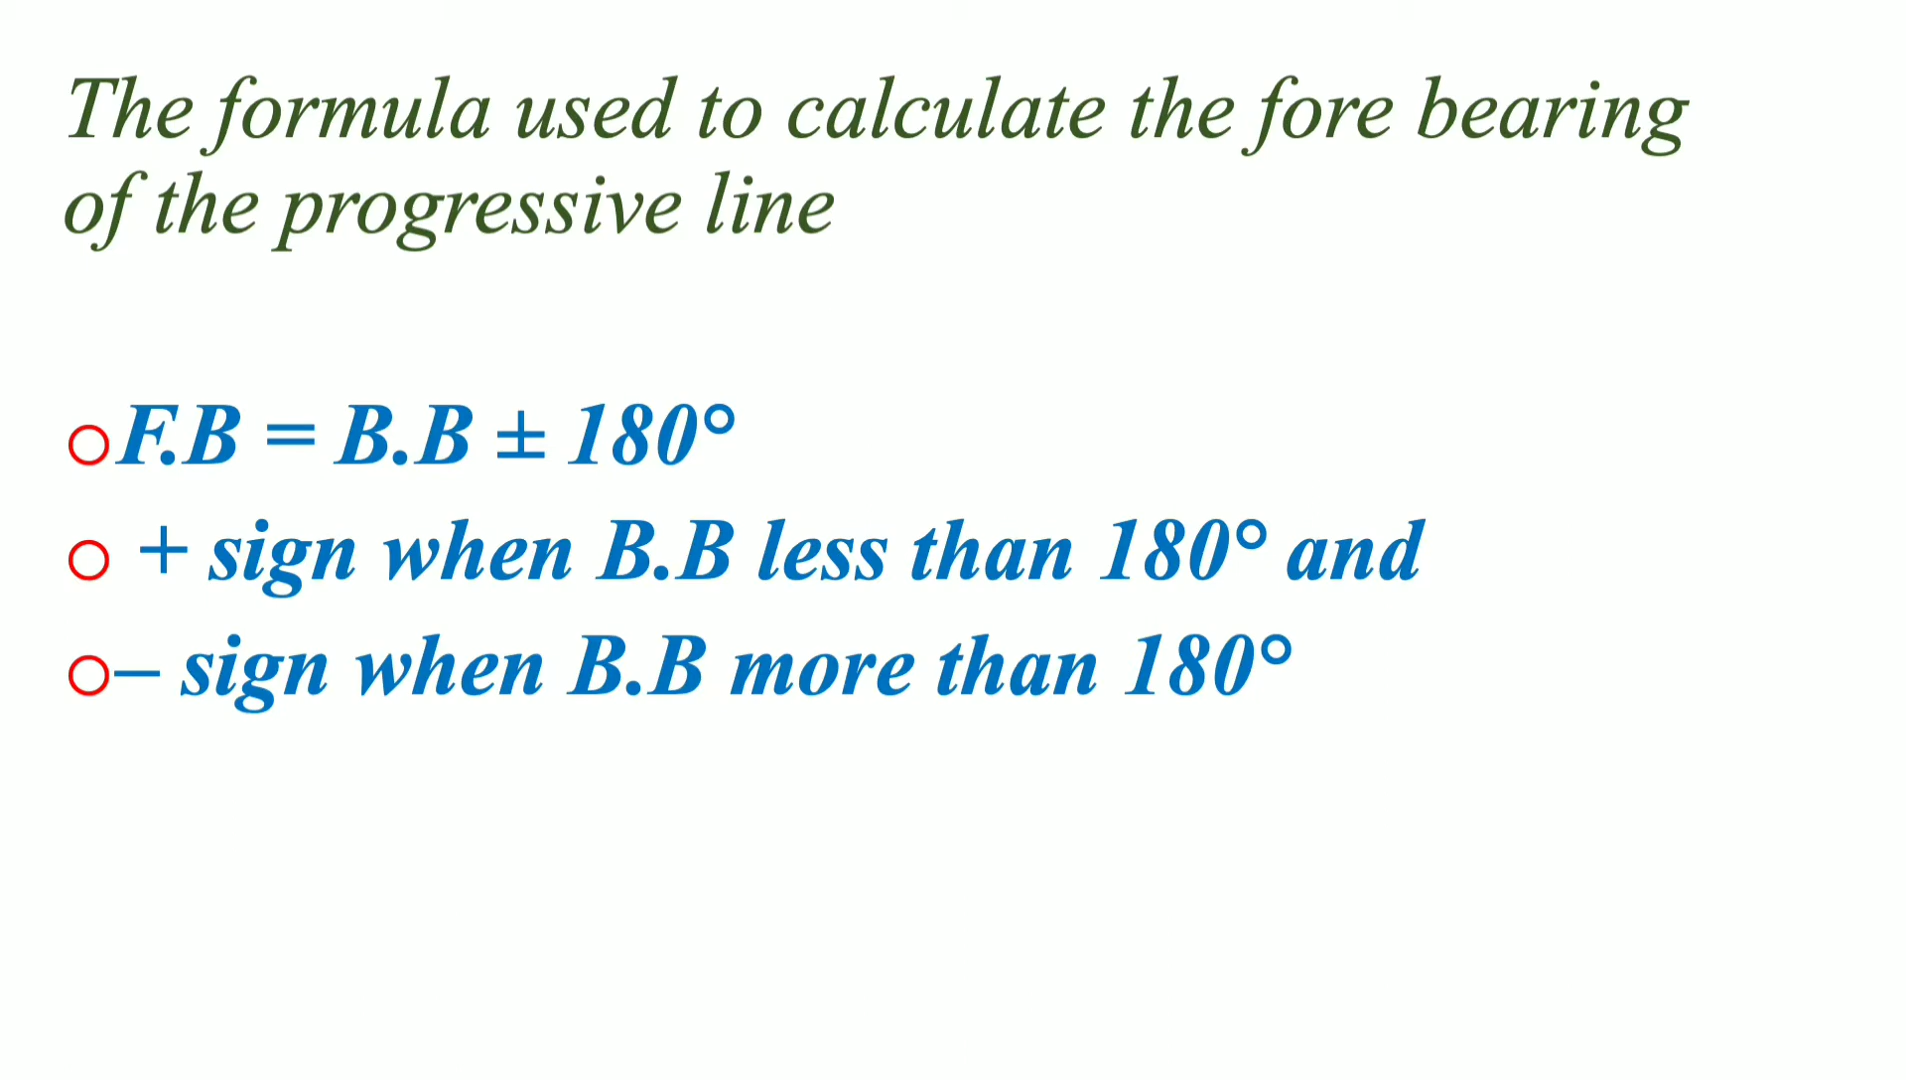 The formula used to calculate the fore bearing
of the progressive line
F.B = B.B ± 180°
+ sign when B.B less than 180° and
– sign when B.B more than 180°